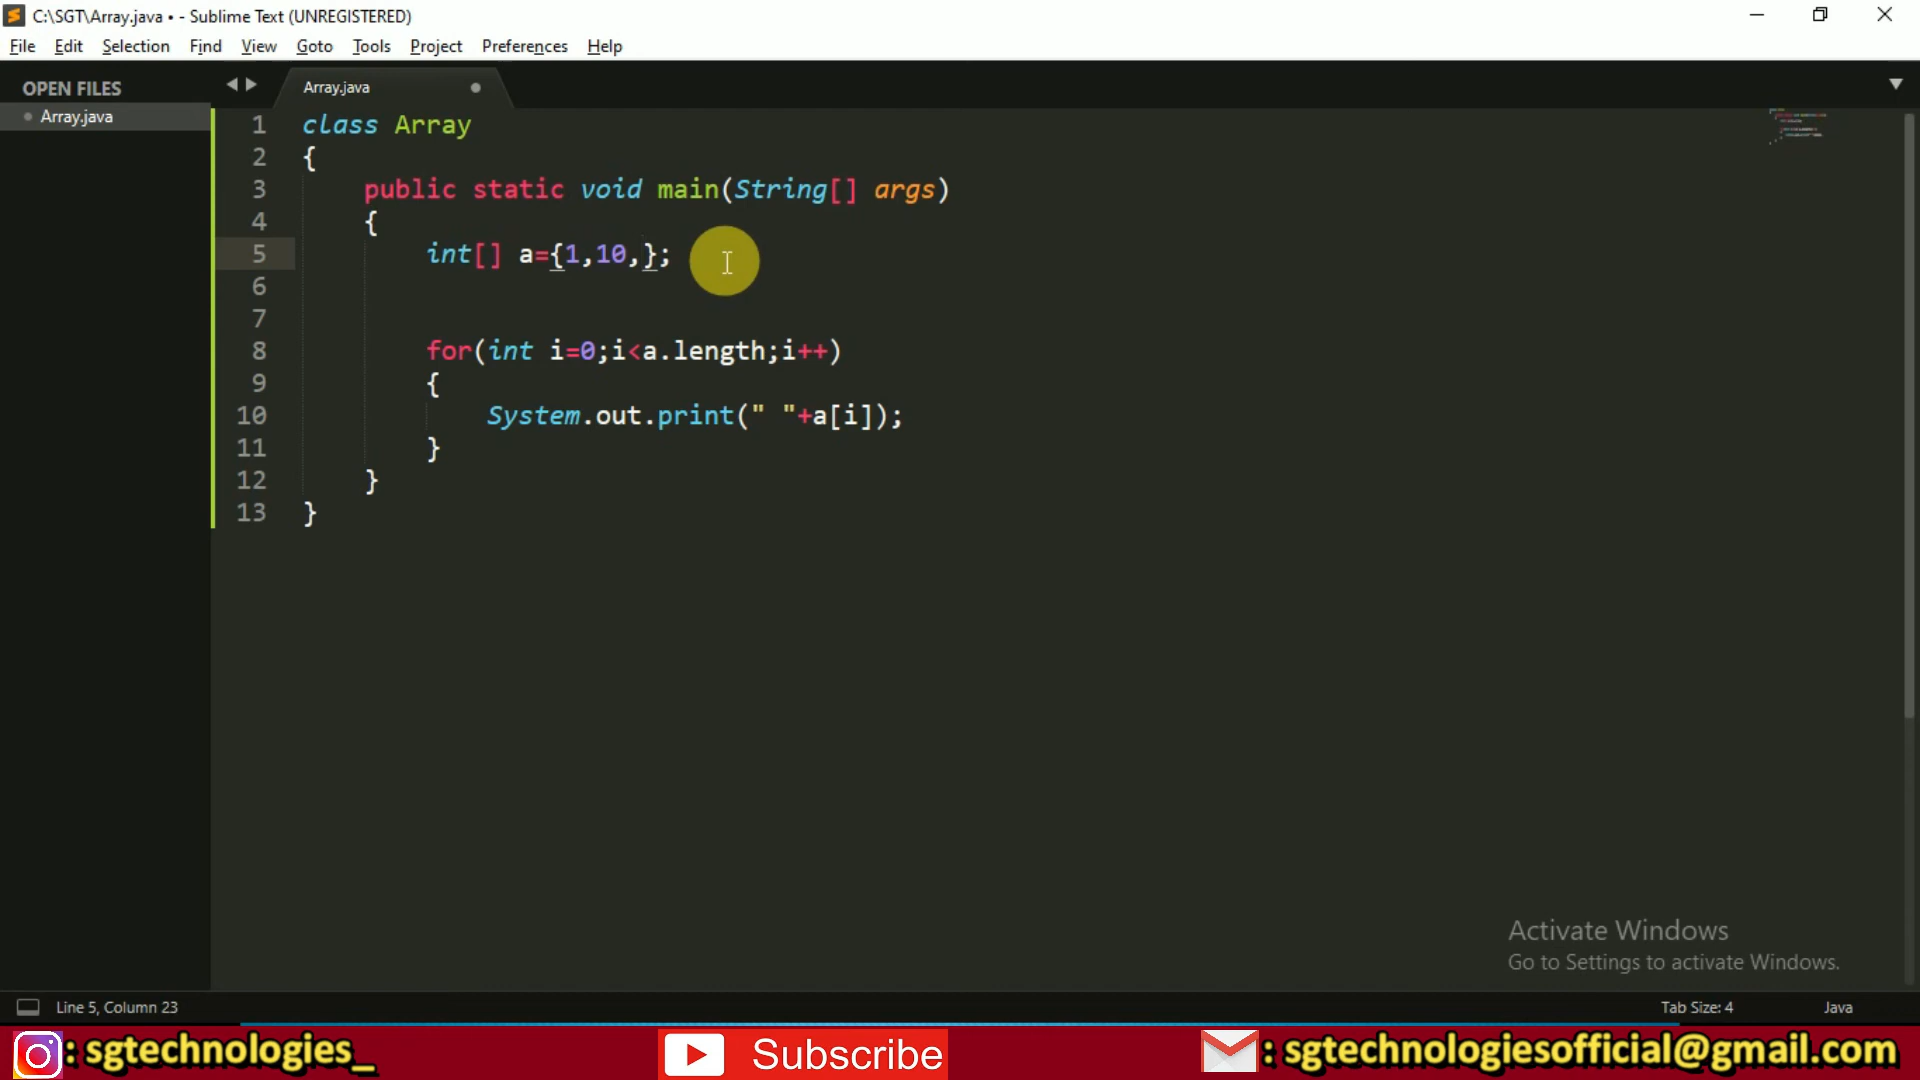 C:\SGT\Array.java • - Sublime Text (UNREGISTERED)
File Edit Selection Find View Goto Tools Project Preferences Help
OPEN FILES
Array.java
Array.java
1 class Array
2 {
3 public static void main(String[] args)
4 {
5 int[] a={1,10,};
6
7
8 for(int i=0;i<a.length;i++)
9 {
10 System.out.print(" "+a[i]);
11 }
12 }
13 }
Activate Windows
Go to Settings to activate Windows.
Line 5, Column 23
Tab Size: 4
Java
: sgtechnologies_
Subscribe
: sgtechnologiesofficial@gmail.com